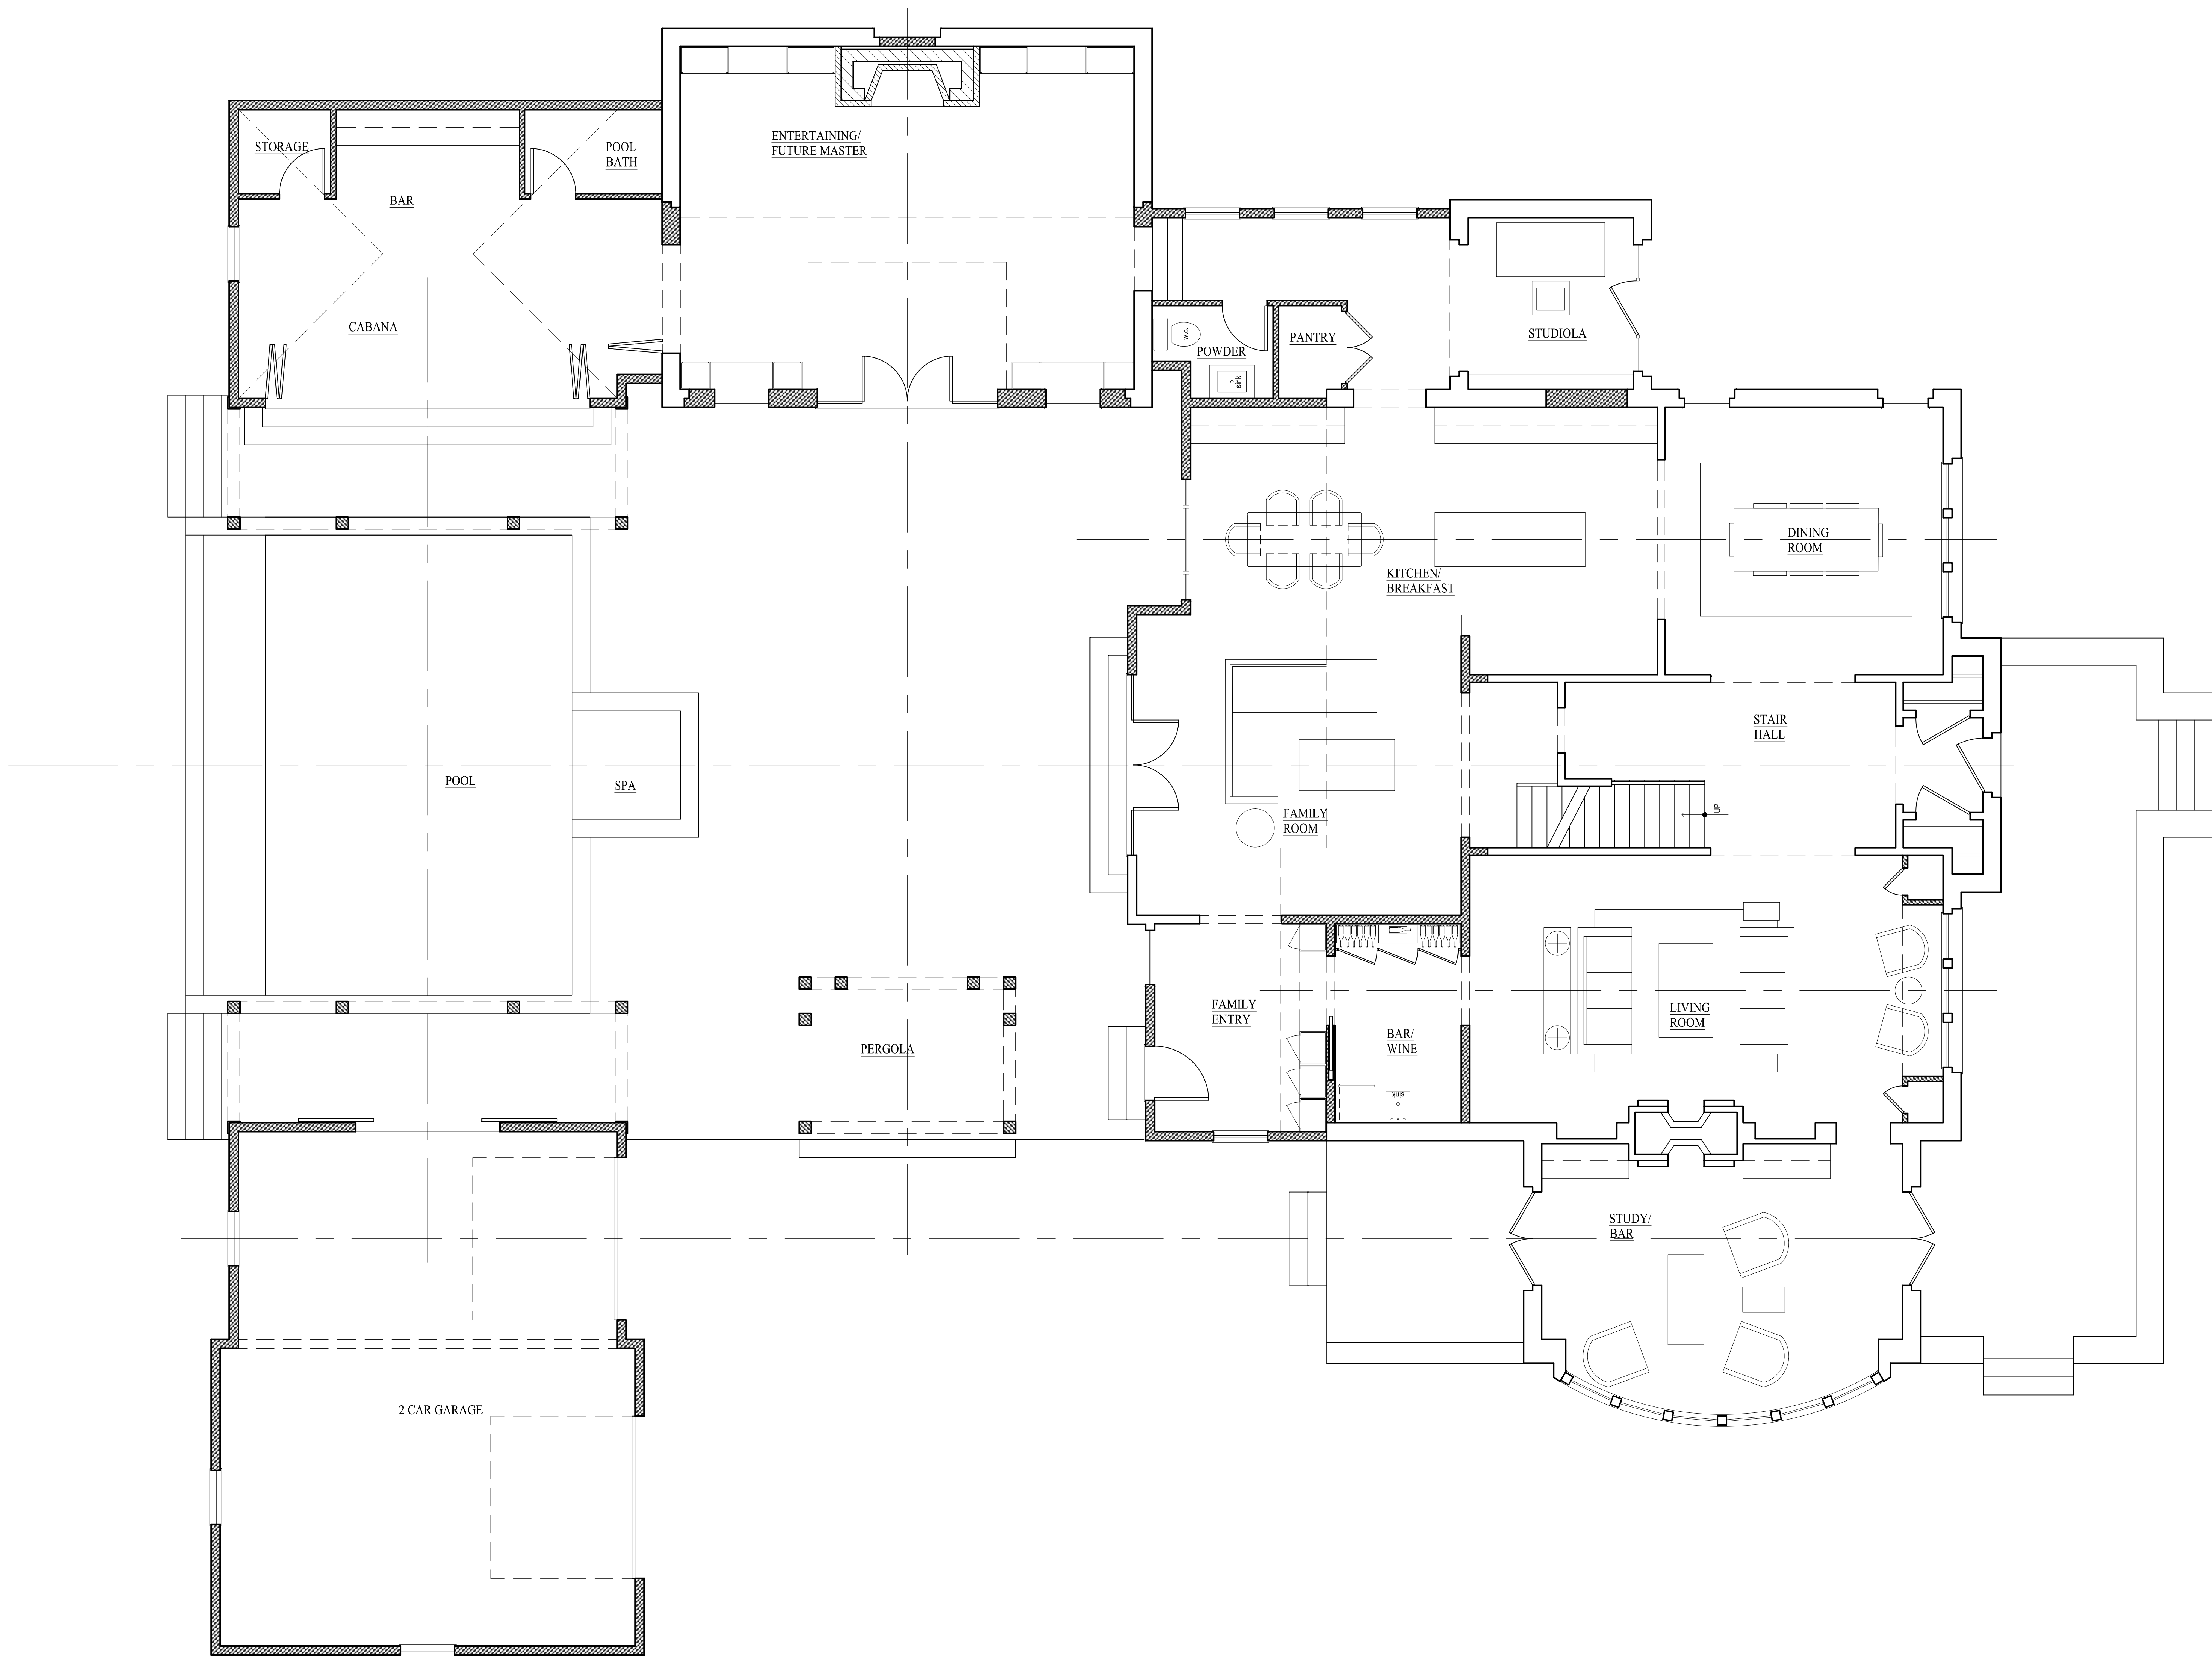 ENTERTAINING/
FUTURE MASTER
STORAGE
POOL
BATH
BAR
CABANA
w.c.
POWDER
sink
PANTRY
STUDIOLA
DINING
ROOM
KITCHEN/
BREAKFAST
STAIR
HALL
UP
POOL
SPA
FAMILY
ROOM
FAMILY
ENTRY
BAR/
WINE
sink
LIVING
ROOM
PERGOLA
STUDY/
BAR
2 CAR GARAGE